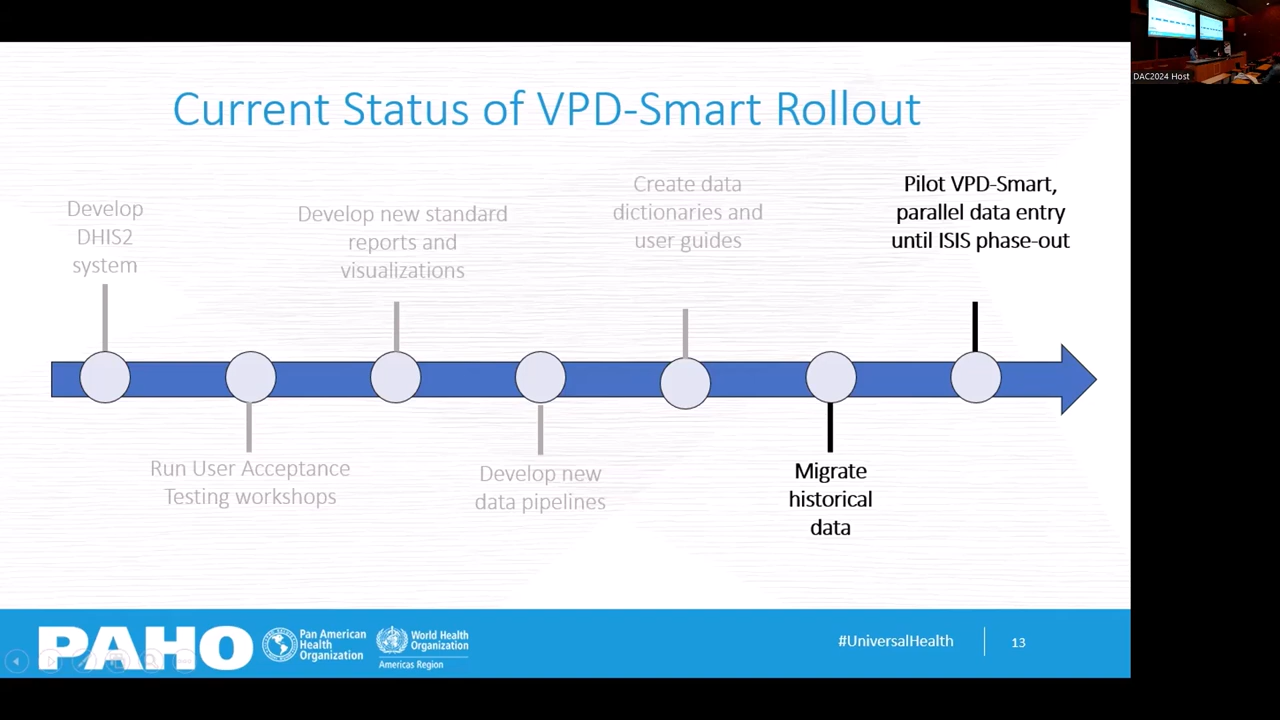 DAC2024 Host
Current Status of VPD-Smart Rollout
Develop
DHIS2
system
Run User Acceptance
Testing workshops
Develop new standard
reports and
visualizations
Develop new
data pipelines
Create data
dictionaries and
user guides
Migrate
historical
data
Pilot VPD-Smart,
parallel data entry
until ISIS phase-out
PAHO
Pan American
Health
Organization
World Health
Organization
Americas Region
#UniversalHealth
13